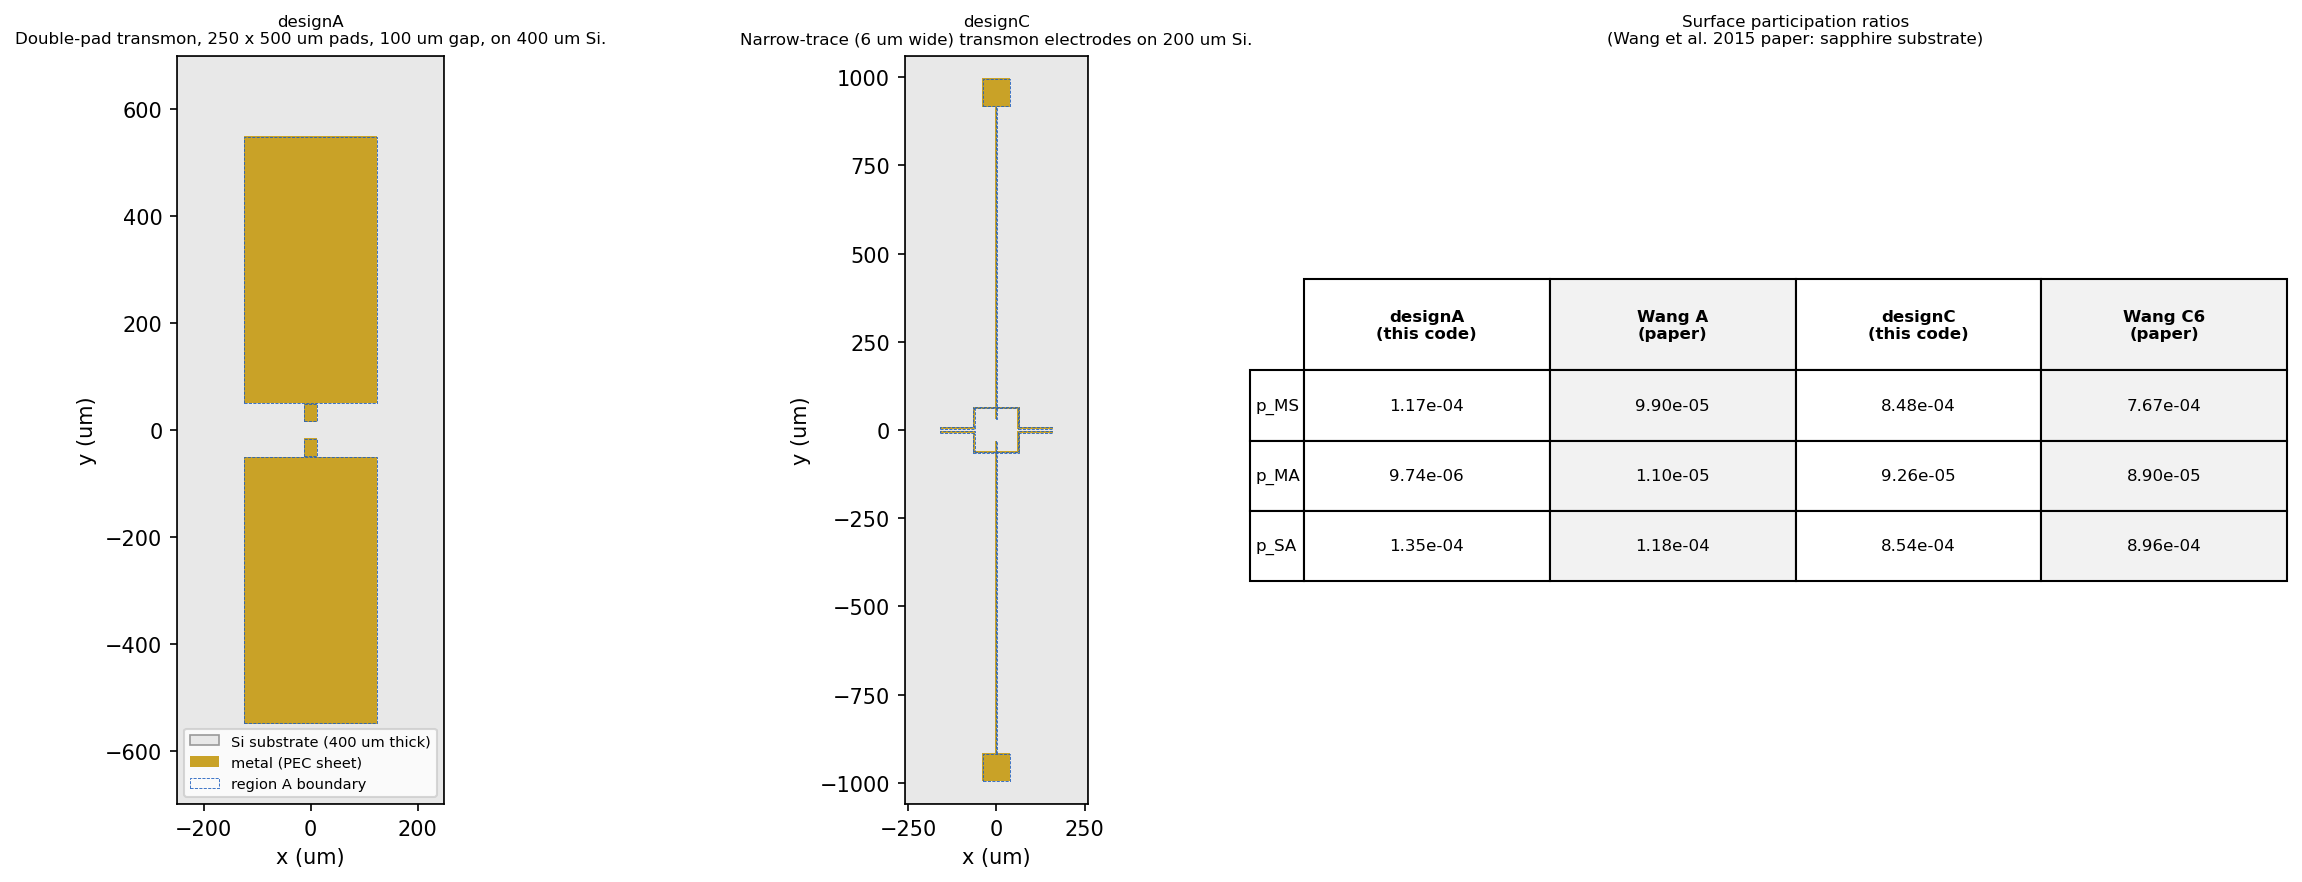 designA
Double-pad transmon, 250 x 500 um pads, 100 um gap, on 400 um Si.
600
400
200
0
−200
−400
−600
y (um)
Si substrate (400 um thick)
metal (PEC sheet)
region A boundary
−200 0 200
x (um)
designC
Narrow-trace (6 um wide) transmon electrodes on 200 um Si.
1000
750
500
250
0
−250
−500
−750
−1000
y (um)
−250 0 250
x (um)
Surface participation ratios
(Wang et al. 2015 paper: sapphire substrate)
designA (this code) Wang A (paper) designC (this code) Wang C6 (paper)
p_MS 1.17e-04 9.90e-05 8.48e-04 7.67e-04
p_MA 9.74e-06 1.10e-05 9.26e-05 8.90e-05
p_SA 1.35e-04 1.18e-04 8.54e-04 8.96e-04